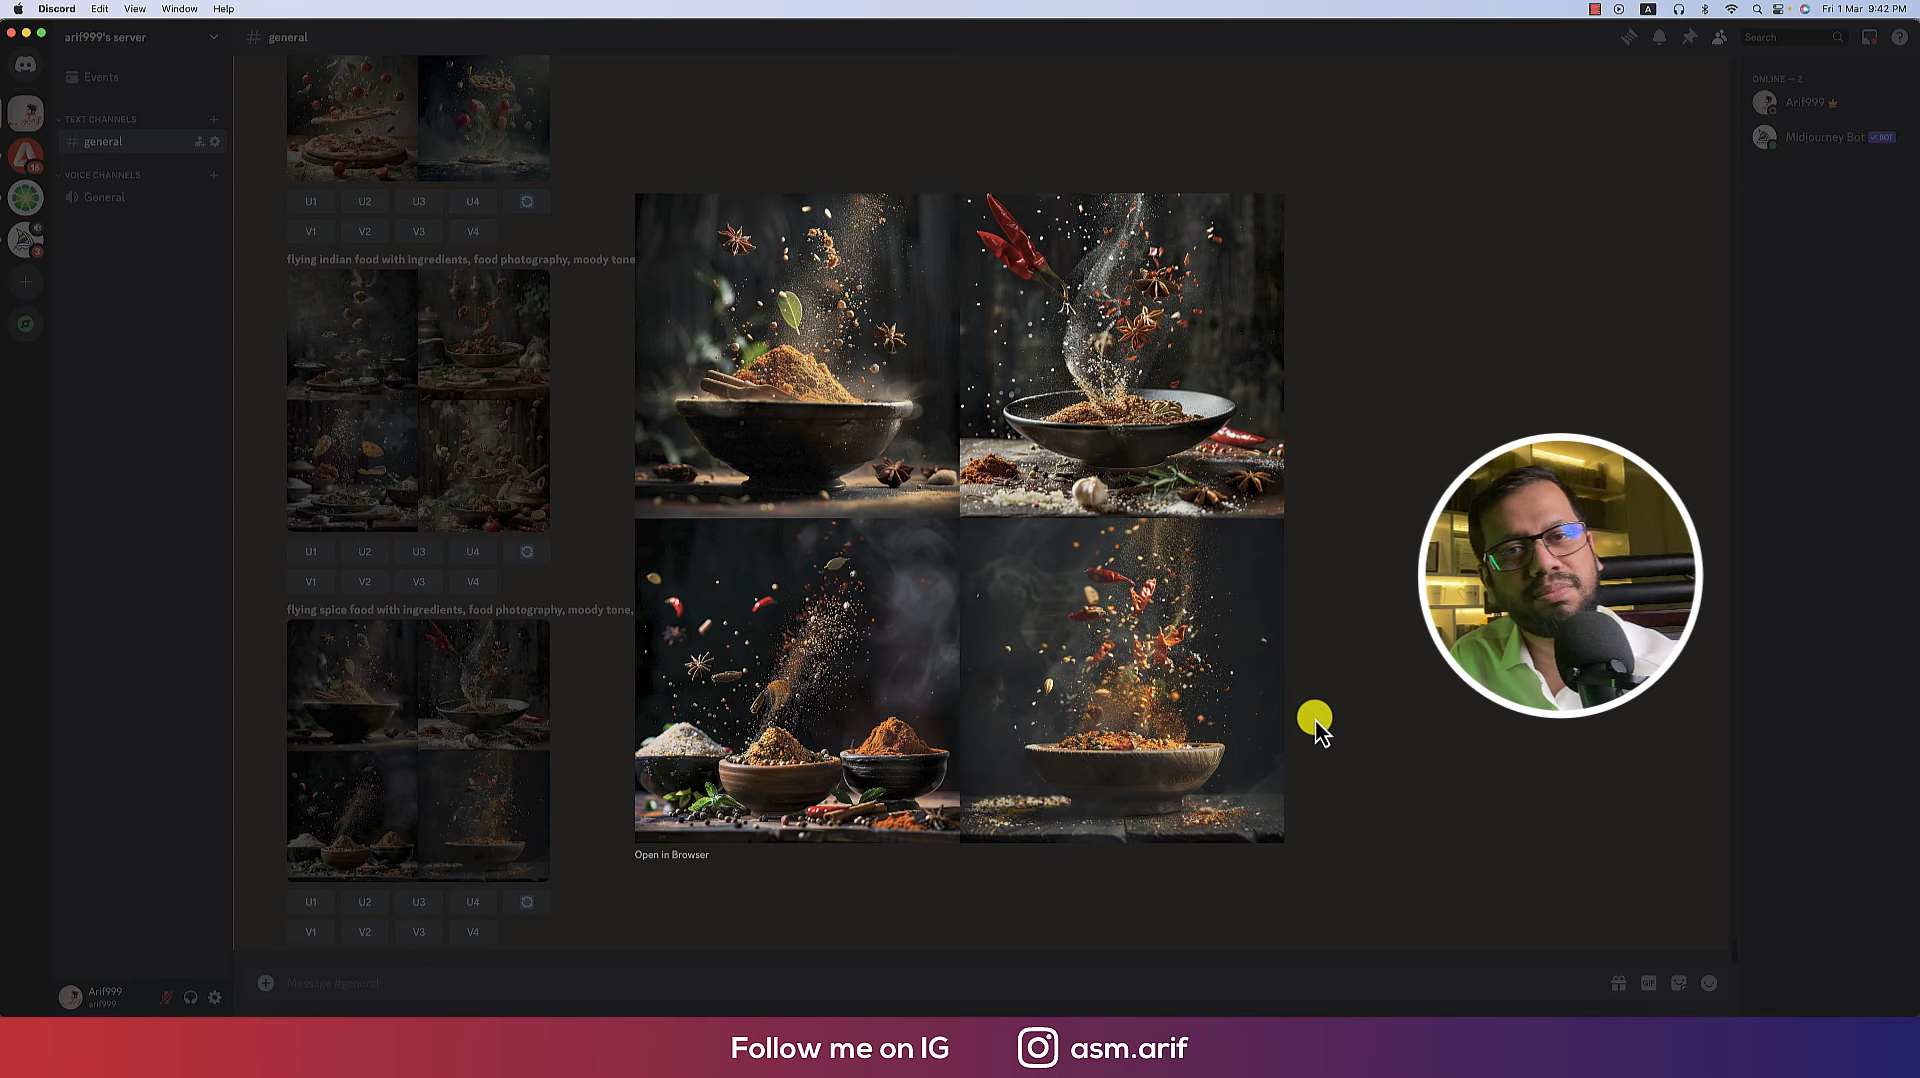 Discord Edit View Window Help
A
Fri 1 Mar 9:42 PM
arif999's server
# general
Search
Events
TEXT CHANNELS
# general
VOICE CHANNELS
General
16
3
ONLINE — 2
Arif999
Midjourney Bot BOT
U1 U2 U3 U4
V1 V2 V3 V4
flying indian food with ingredients, food photography, moody tone
U1 U2 U3 U4
V1 V2 V3 V4
flying spice food with ingredients, food photography, moody tone,
U1 U2 U3 U4
V1 V2 V3 V4
Open in Browser
Message #general
GIF
Arif999
arif999
Follow me on IG
asm.arif